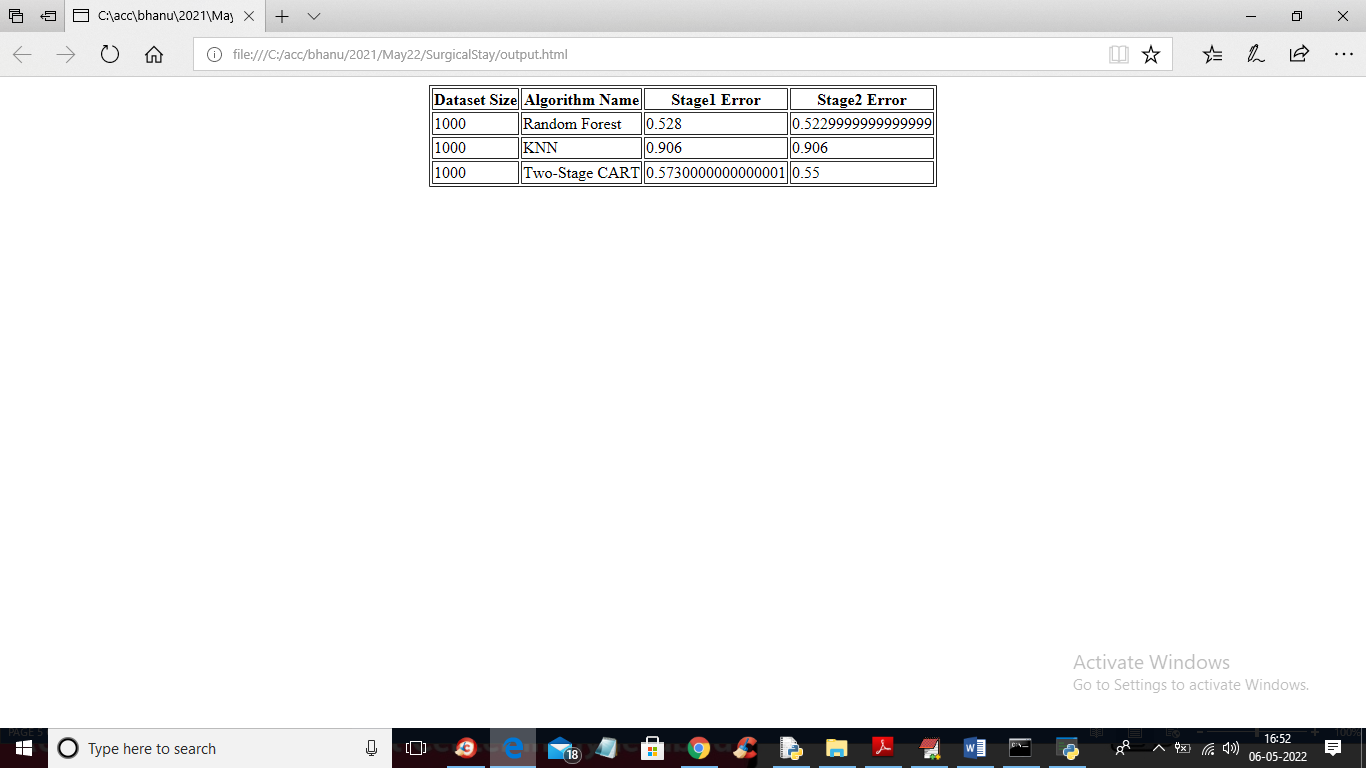 C:\acc\bhanu\2021\May
file:///C:/acc/bhanu/2021/May22/SurgicalStay/output.html
Dataset Size Algorithm Name Stage1 Error Stage2 Error
1000 Random Forest 0.528 0.5229999999999999
1000 KNN 0.906 0.906
1000 Two-Stage CART 0.5730000000000001 0.55
Activate Windows
Go to Settings to activate Windows.
PAGE 5
100%
Type here to search
18
16:52
06-05-2022